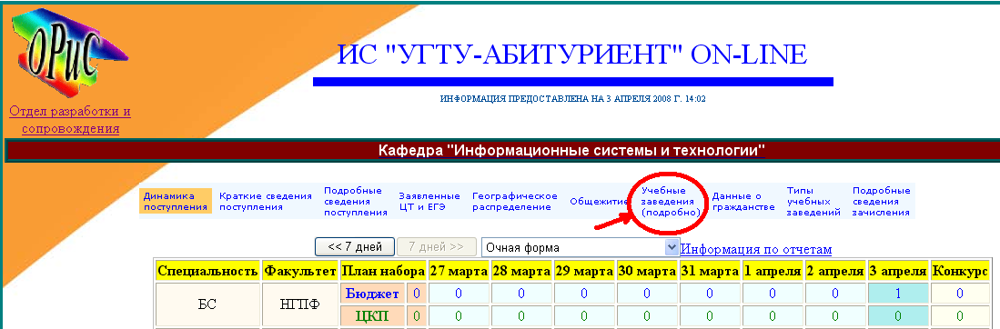 ОРиС
ИС "УГТУ-АБИТУРИЕНТ" ON-LINE
ИНФОРМАЦИЯ ПРЕДОСТАВЛЕНА НА 3 АПРЕЛЯ 2008 Г. 14:02
Отдел разработки и
сопровождения
Кафедра "Информационные системы и технологии"
Динамика
поступления
Краткие сведения
поступления
Подробные
сведения
поступления
Заявленные
ЦТ и ЕГЭ
Географическое
распределение
Общежитие
Учебные
заведения
(подробно)
Данные о
гражданстве
Типы
учебных
заведений
Подробные
сведения
зачисления
<< 7 дней 7 дней >> Очная форма Информация по отчетам
Специальность Факультет План набора 27 марта 28 марта 29 марта 30 марта 31 марта 1 апреля 2 апреля 3 апреля Конкурс
БС НГПФ
Бюджет 0 0 0 0 0 0 0 0 1 0
ЦКП 0 0 0 0 0 0 0 0 0 0